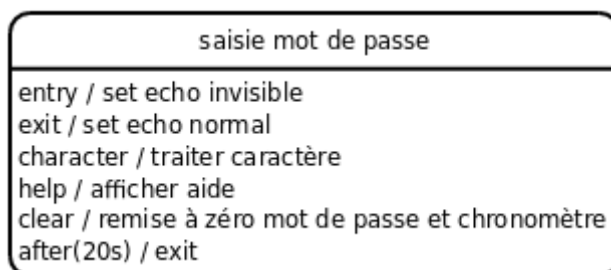 saisie mot de passe
entry / set echo invisible
exit / set echo normal
character / traiter caractère
help / afficher aide
clear / remise à zéro mot de passe et chronomètre
after(20s) / exit